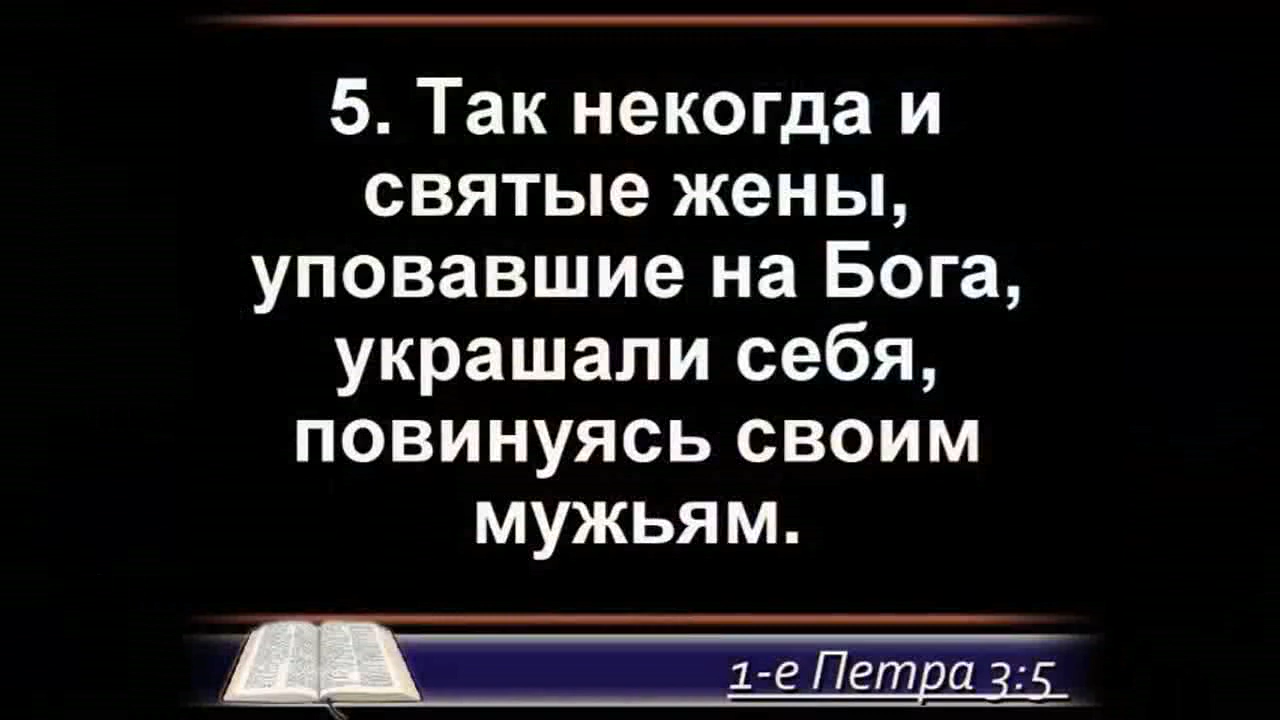 5. Так некогда и
святые жены,
уповавшие на Бога,
украшали себя,
повинуясь своим
мужьям.
1-е Петра 3:5